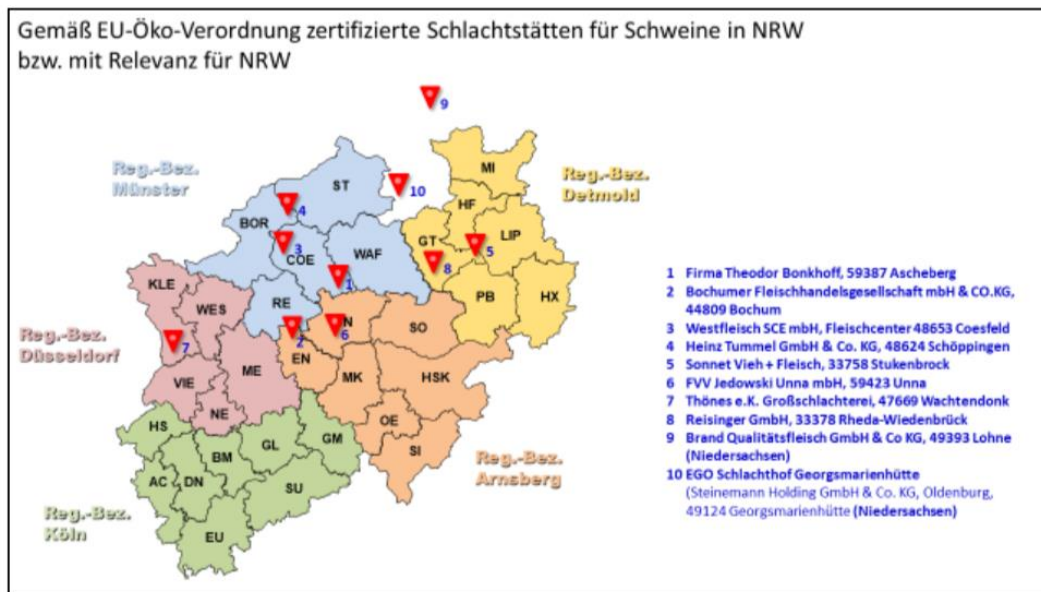 Gemäß EU-Öko-Verordnung zertifizierte Schlachtstätten für Schweine in NRW
bzw. mit Relevanz für NRW
9
Reg.-Bez.
Münster
ST
10
MI
Reg.-Bez.
Detmold
HF
4
BOR
GT
LIP
3
COE
WAF
8
5
KLE
1
RE
PB
HX
WES
2
N
6
SO
Reg.-Bez.
Düsseldorf
7
EN
ME
MK
HSK
VIE
NE
HS
OE
GM
GL
BM
SI
Reg.-Bez.
Arnsberg
AC
DN
SU
Reg.-Bez.
Köln
EU
1 Firma Theodor Bonkhoff, 59387 Ascheberg
2 Bochumer Fleischhandelsgesellschaft mbH & CO.KG,
44809 Bochum
3 Westfleisch SCE mbH, Fleischcenter 48653 Coesfeld
4 Heinz Tummel GmbH & Co. KG, 48624 Schöppingen
5 Sonnet Vieh + Fleisch, 33758 Stukenbrock
6 FVV Jedowski Unna mbH, 59423 Unna
7 Thönes e.K. Großschlachterei, 47669 Wachtendonk
8 Reisinger GmbH, 33378 Rheda-Wiedenbrück
9 Brand Qualitätsfleisch GmbH & Co KG, 49393 Lohne
(Niedersachsen)
10 EGO Schlachthof Georgsmarienhütte
(Steinemann Holding GmbH & Co. KG, Oldenburg,
49124 Georgsmarienhütte (Niedersachsen)